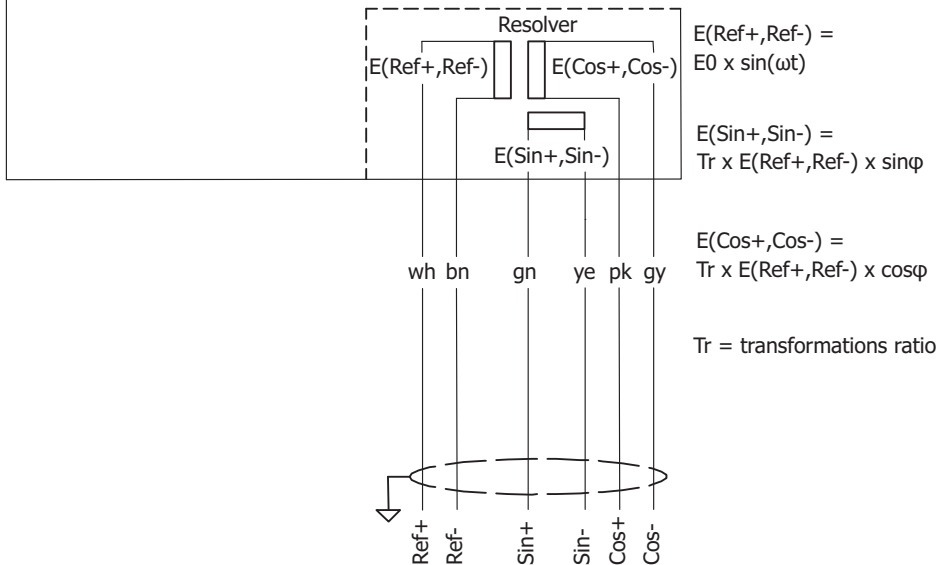 Resolver
E(Ref+,Ref-)
E(Cos+,Cos-)
E(Sin+,Sin-)
E(Ref+,Ref-) =
E0 x sin(ωt)
E(Sin+,Sin-) =
Tr x E(Ref+,Ref-) x sinφ
E(Cos+,Cos-) =
Tr x E(Ref+,Ref-) x cosφ
Tr = transformations ratio
wh bn gn ye pk gy
Ref+
Ref-
Sin+
Sin-
Cos+
Cos-